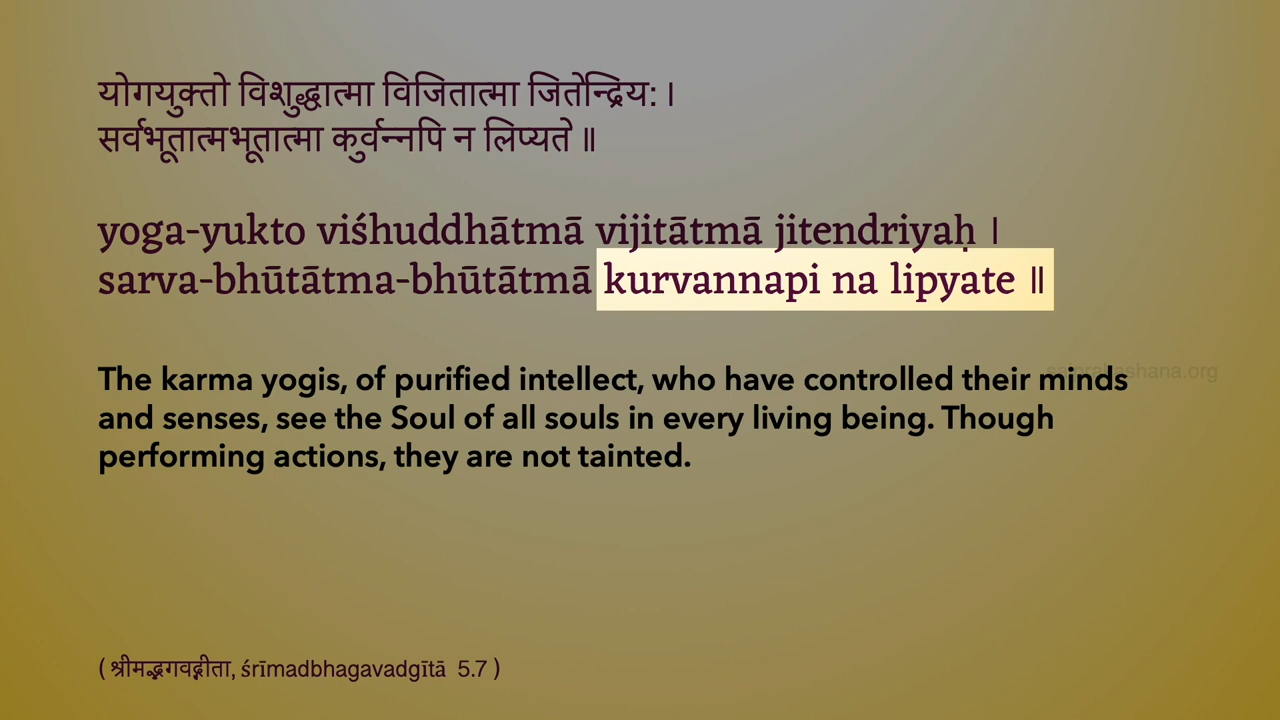 योगयुक्तो विशुद्धात्मा विजितात्मा जितेन्द्रिय: ।
सर्वभूतात्मभूतात्मा कुर्वन्नपि न लिप्यते ॥
yoga-yukto viśhuddhātmā vijitātmā jitendriyaḥ ।
sarva-bhūtātma-bhūtātmā kurvannapi na lipyate ॥
The karma yogis, of purified intellect, who have controlled their minds
and senses, see the Soul of all souls in every living being. Though
performing actions, they are not tainted.
( श्रीमद्भगवद्गीता, śrīmadbhagavadgītā 5.7 )